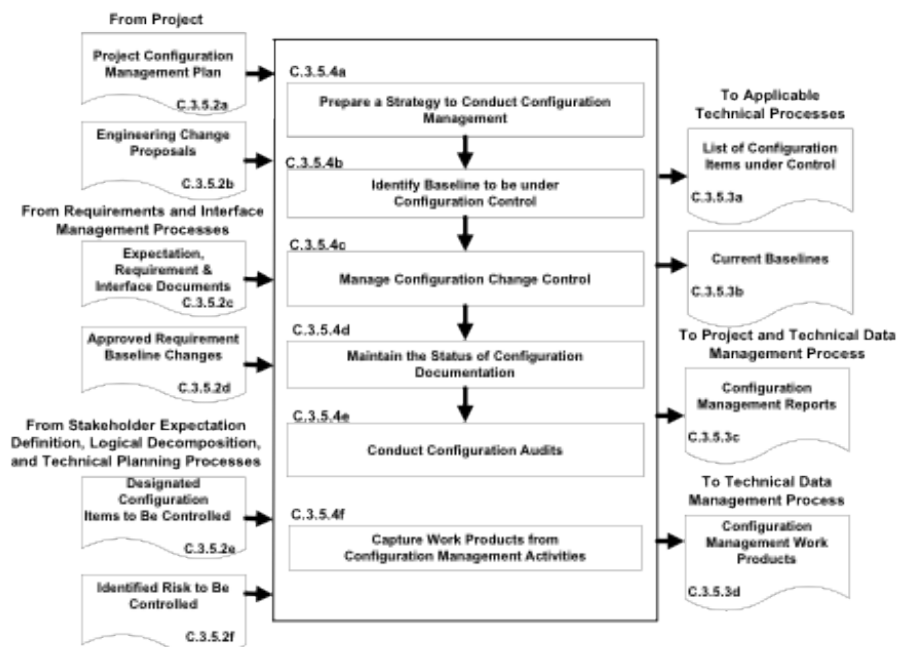 From Project
Project Configuration
Management Plan
C.3.5.2a
Engineering Change
Proposals
C.3.5.2b
From Requirements and Interface
Management Processes
Expectation,
Requirement &
Interface Documents
C.3.5.2c
Approved Requirement
Baseline Changes
C.3.5.2d
From Stakeholder Expectation
Definition, Logical Decomposition,
and Technical Planning Processes
Designated
Configuration
Items to Be Controlled
C.3.5.2e
Identified Risk to Be
Controlled
C.3.5.2f
C.3.5.4a
Prepare a Strategy to Conduct Configuration
Management
C.3.5.4b
Identify Baseline to be under
Configuration Control
C.3.5.4c
Manage Configuration Change Control
C.3.5.4d
Maintain the Status of Configuration
Documentation
C.3.5.4e
Conduct Configuration Audits
C.3.5.4f
Capture Work Products from
Configuration Management Activities
To Applicable
Technical Processes
List of Configuration
Items under Control
C.3.5.3a
Current Baselines
C.3.5.3b
To Project and Technical Data
Management Process
Configuration
Management Reports
C.3.5.3c
To Technical Data
Management Process
Configuration
Management Work
Products
C.3.5.3d